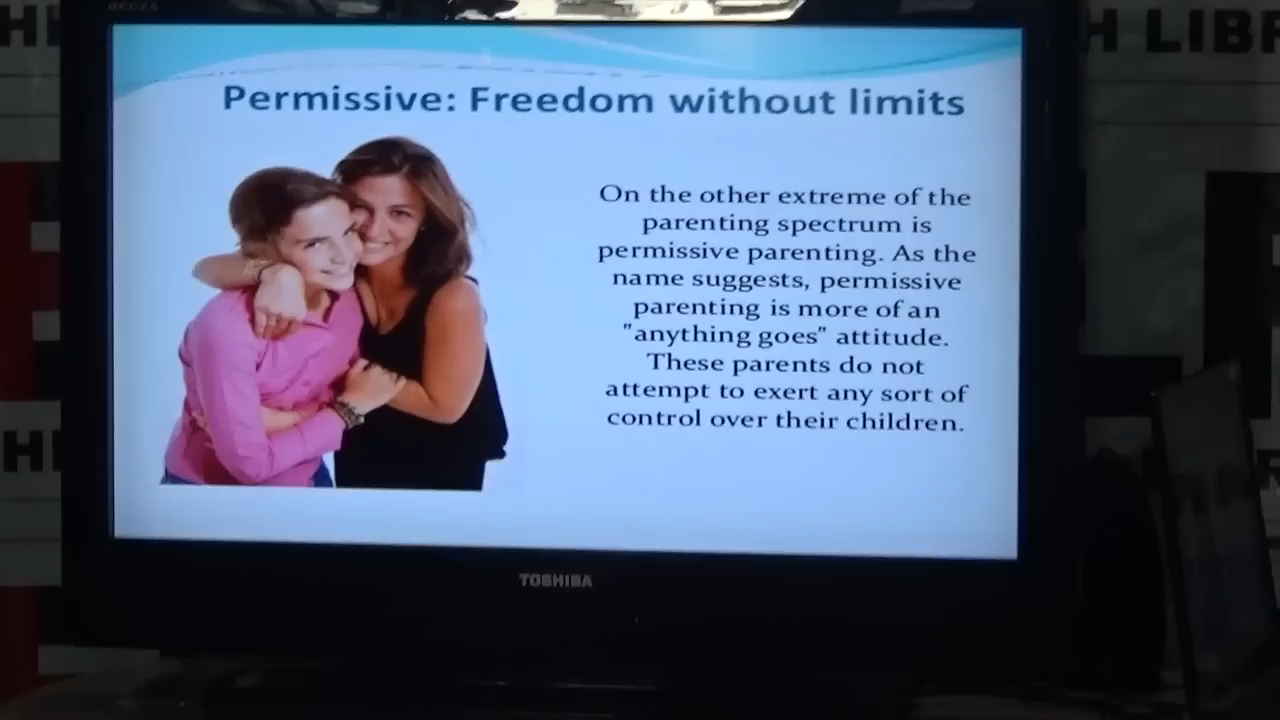 REGZA
H LIBR
Permissive: Freedom without limits
On the other extreme of the
parenting spectrum is
permissive parenting. As the
name suggests, permissive
parenting is more of an
"anything goes" attitude.
These parents do not
attempt to exert any sort of
control over their children.
TOSHIBA